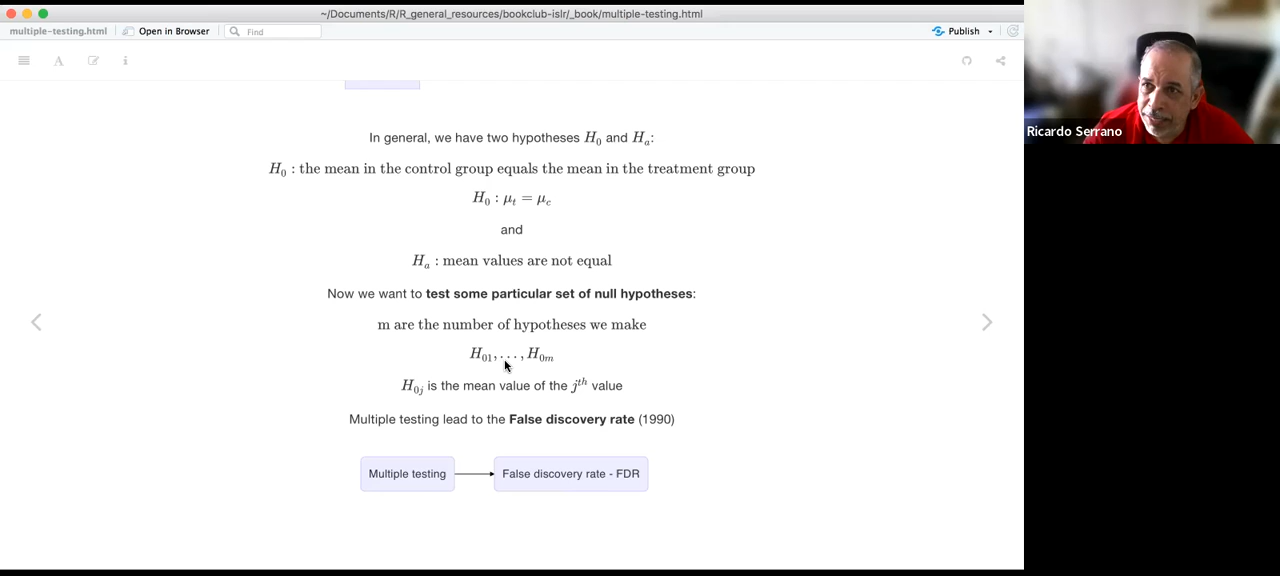 ~/Documents/R/R_general_resources/bookclub-islr/_book/multiple-testing.html
multiple-testing.html Open in Browser Find Publish
In general, we have two hypotheses H₀ and Hₐ:
H₀ : the mean in the control group equals the mean in the treatment group
H₀ : μₜ = μ_c
and
Hₐ : mean values are not equal
Now we want to test some particular set of null hypotheses:
m are the number of hypotheses we make
H₀₁, . . . , H₀ₘ
H₀ⱼ is the mean value of the jᵗʰ value
Multiple testing lead to the False discovery rate (1990)
Multiple testing False discovery rate - FDR
Ricardo Serrano